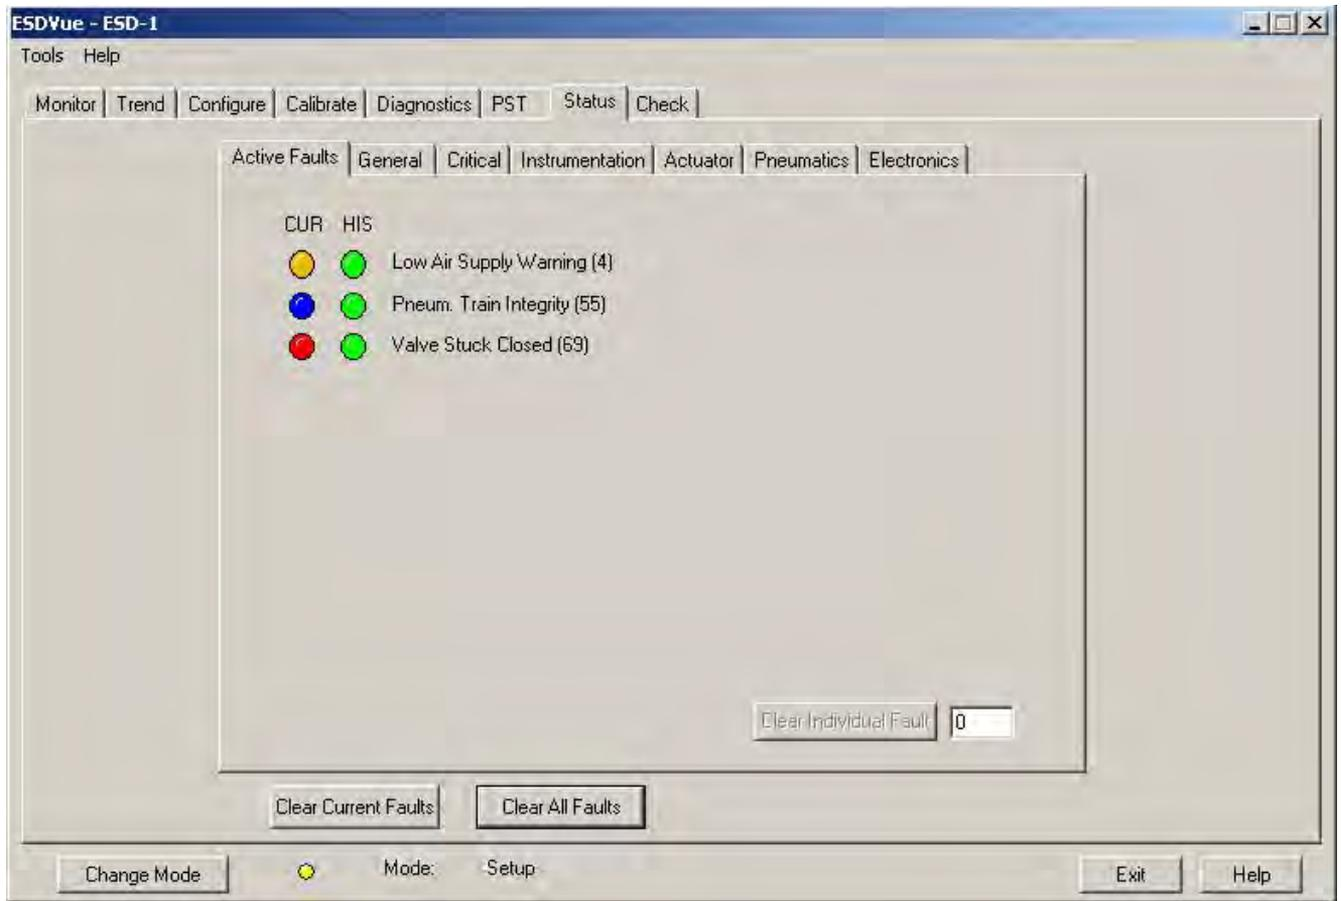 ESDVue - ESD-1
Tools Help
Monitor Trend Configure Calibrate Diagnostics PST Status Check
Active Faults General Critical Instrumentation Actuator Pneumatics Electronics
CUR HIS
Low Air Supply Warning (4)
Pneum. Train Integrity (55)
Valve Stuck Closed (69)
Clear Individual Fault 0
Clear Current Faults Clear All Faults
Change Mode Mode: Setup Exit Help